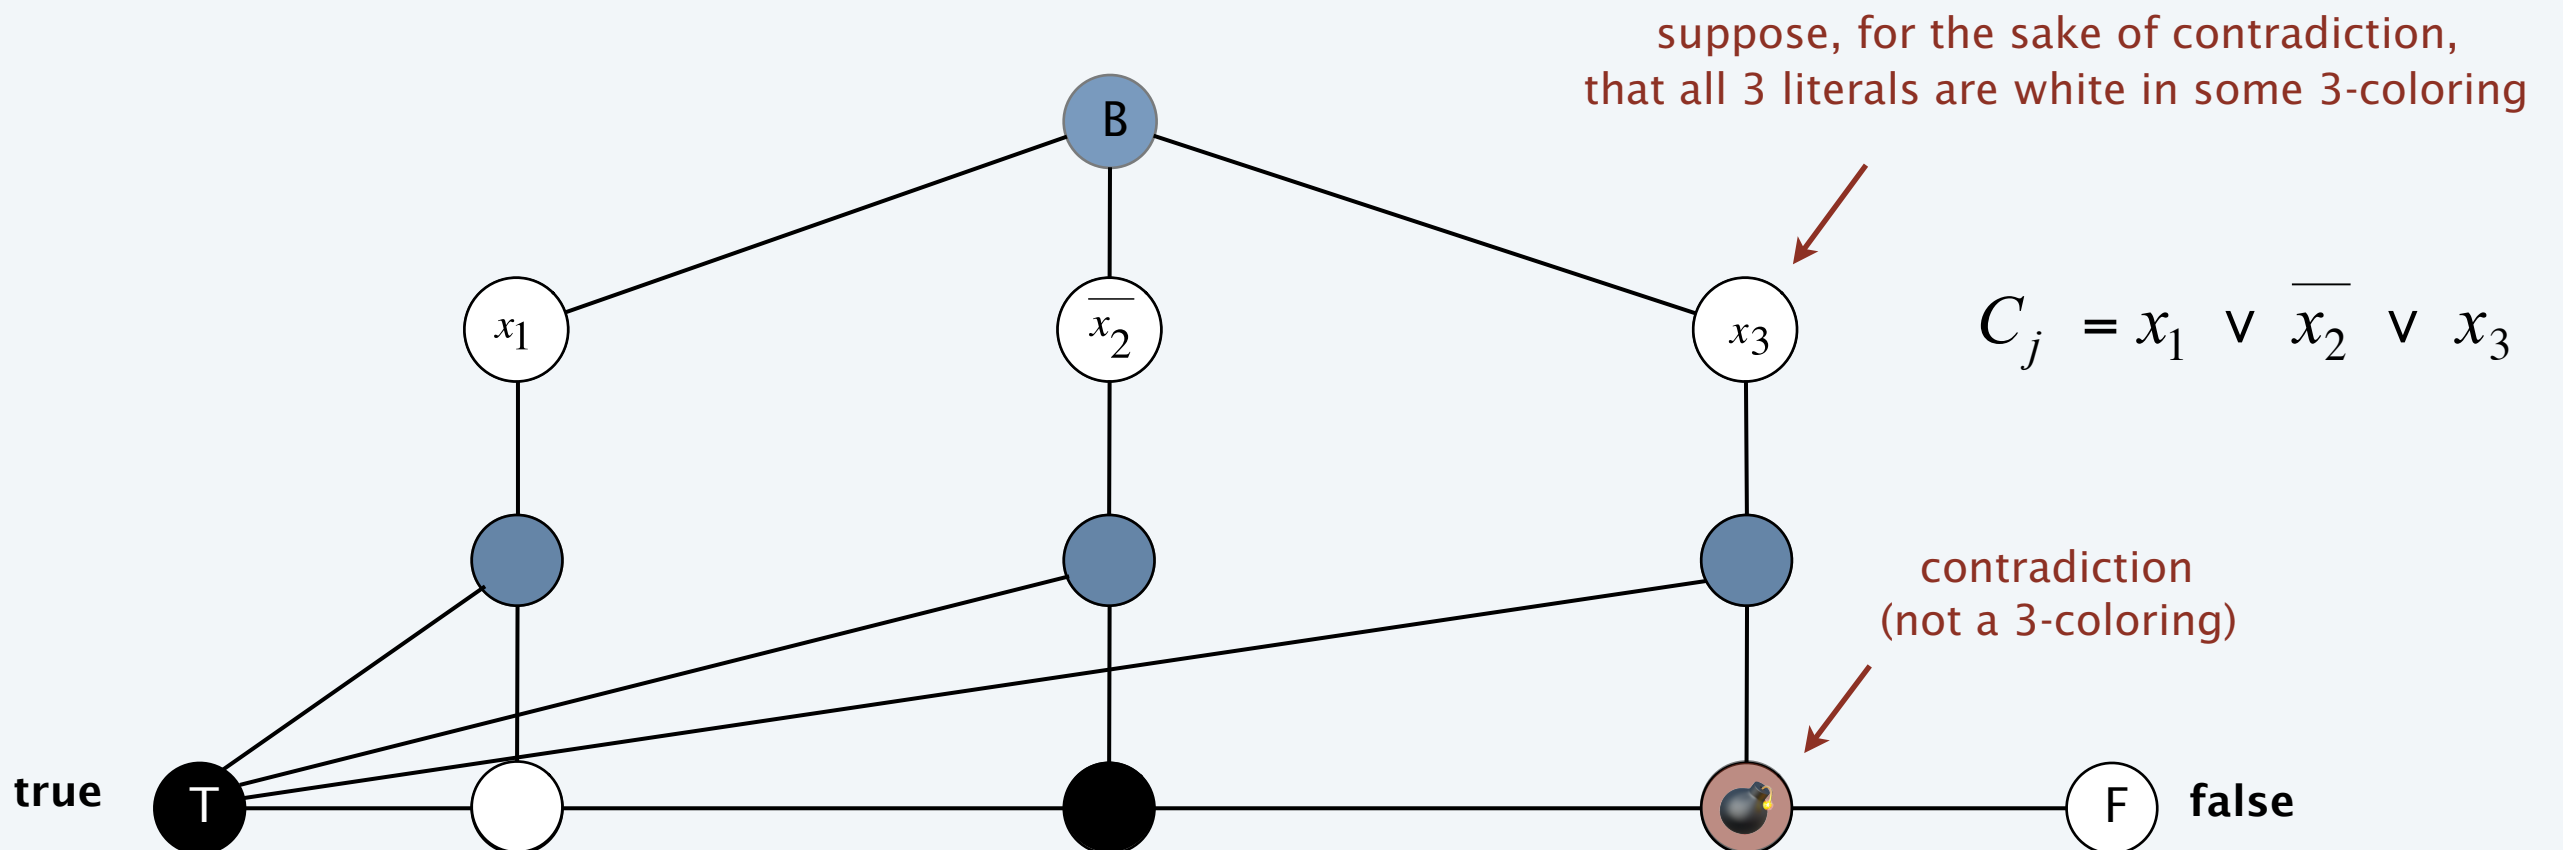 suppose, for the sake of contradiction,
that all 3 literals are white in some 3-coloring
B
x₁
x̅₂
x₃
Cⱼ = x₁ ∨ x̅₂ ∨ x₃
contradiction
(not a 3-coloring)
true
T
F
false